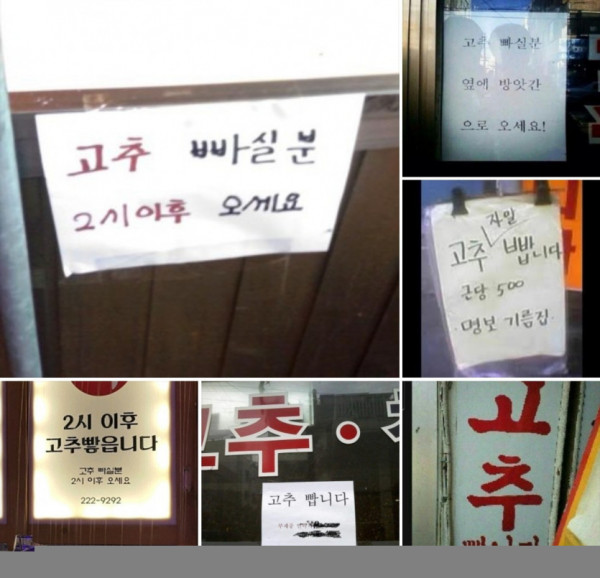 고추 빠실분
2시이후 오세요
고추 빠실분
옆에 방앗간
으로 오세요!
고추 빱니다
근당 500
명보 기름집
2시 이후
고추빻읍니다
고추 빠실분
2시 이후 오세요
222-9292
추·
고추 빱니다
고
추